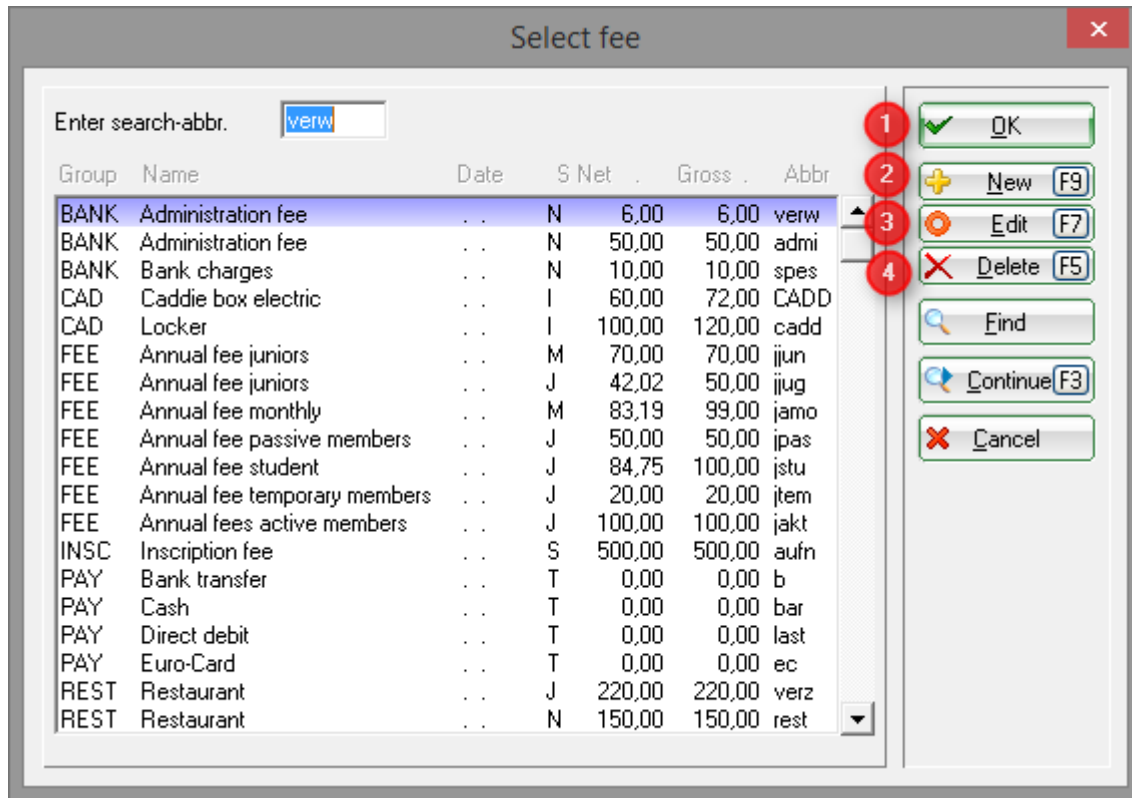 Select fee
Enter search-abbr. verw
Group Name Date S Net . Gross . Abbr
BANK Administration fee . . N 6,00 6,00 verw
BANK Administration fee . . N 50,00 50,00 admi
BANK Bank charges . . N 10,00 10,00 spes
CAD Caddie box electric . . I 60,00 72,00 CADD
CAD Locker . . I 100,00 120,00 cadd
FEE Annual fee juniors . . M 70,00 70,00 jjun
FEE Annual fee juniors . . J 42,02 50,00 jjug
FEE Annual fee monthly . . M 83,19 99,00 jamo
FEE Annual fee passive members . . J 50,00 50,00 jpas
FEE Annual fee student . . J 84,75 100,00 jstu
FEE Annual fee temporary members . . J 20,00 20,00 jtem
FEE Annual fees active members . . J 100,00 100,00 jakt
INSC Inscription fee . . S 500,00 500,00 aufn
PAY Bank transfer . . T 0,00 0,00 b
PAY Cash . . T 0,00 0,00 bar
PAY Direct debit . . T 0,00 0,00 last
PAY Euro-Card . . T 0,00 0,00 ec
REST Restaurant . . J 220,00 220,00 verz
REST Restaurant . . N 150,00 150,00 rest
1 OK
2 New F9
3 Edit F7
4 Delete F5
Find
Continue F3
Cancel